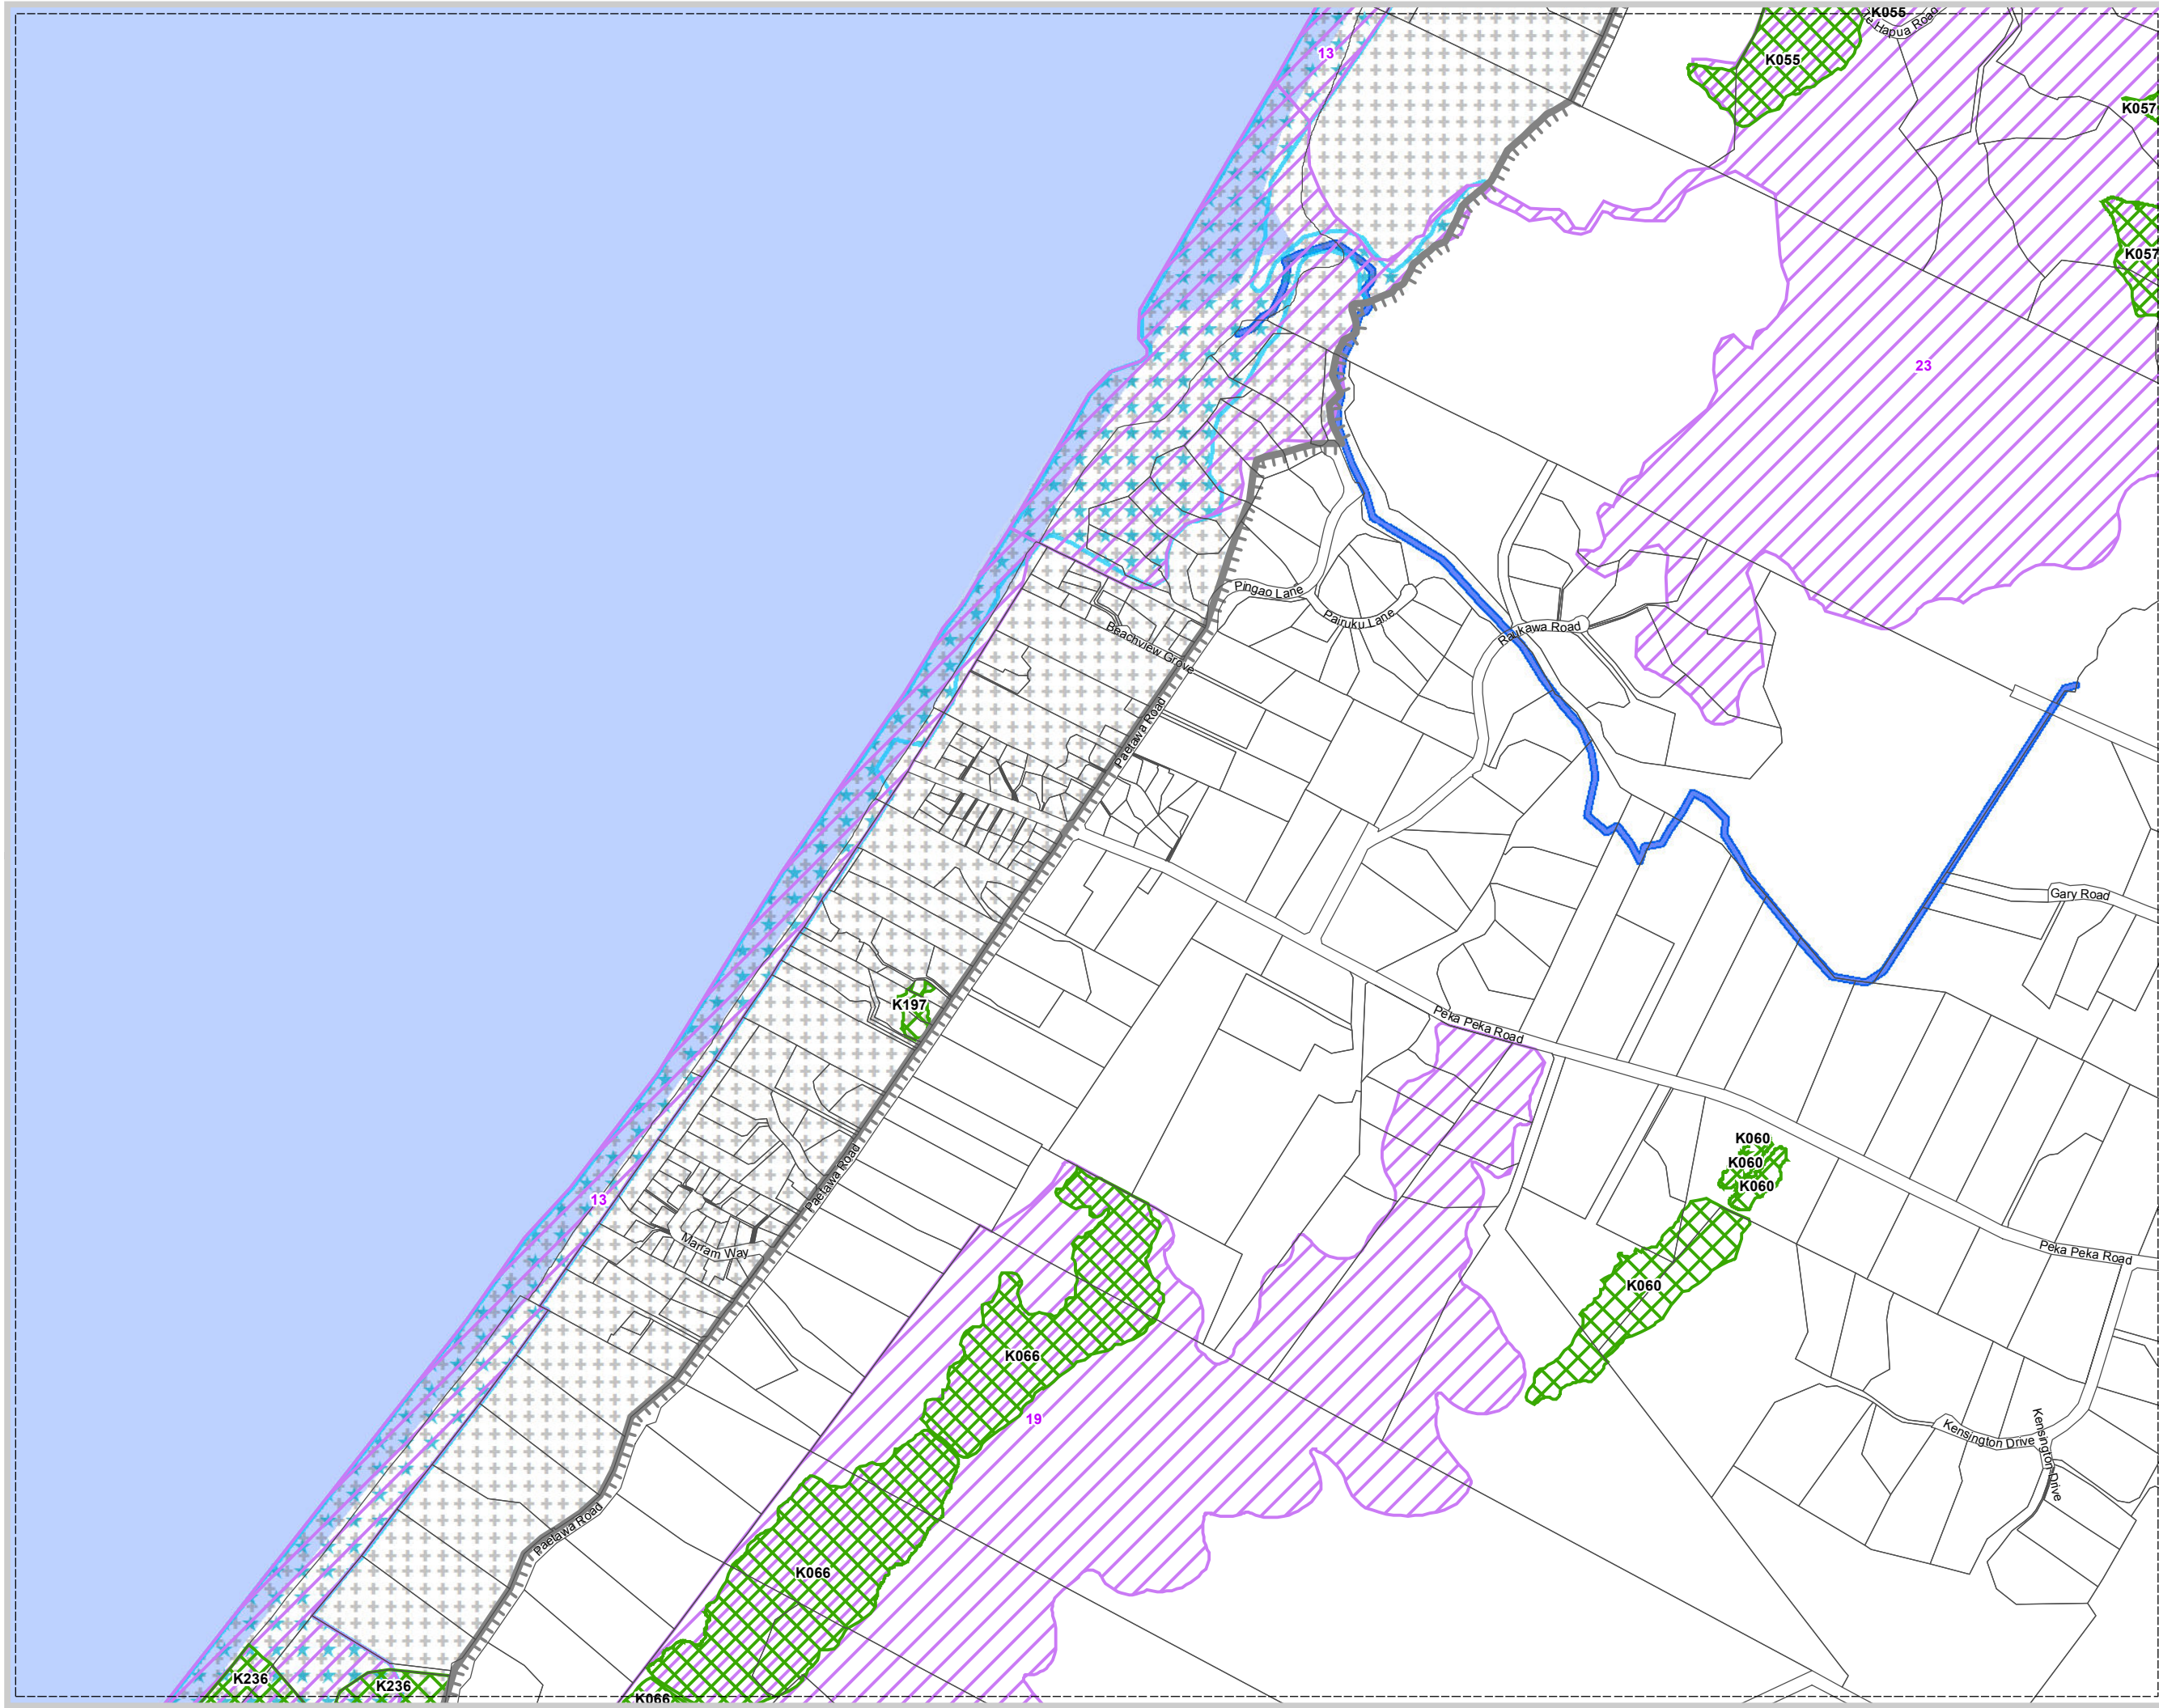 K055
Hapua Road
13
K055
K057
K057
23
Pingao Lane
Pairuku Lane
Raukawa Road
Beachview Grove
Paetawa Road
Gary Road
K197
Peka Peka Road
K060
K060
K060
Paetawa Road
13
Marram Way
Peka Peka Road
K060
K066
19
Kensington Drive
Kensington Drive
Paetawa Road
K066
K236
K236
K066